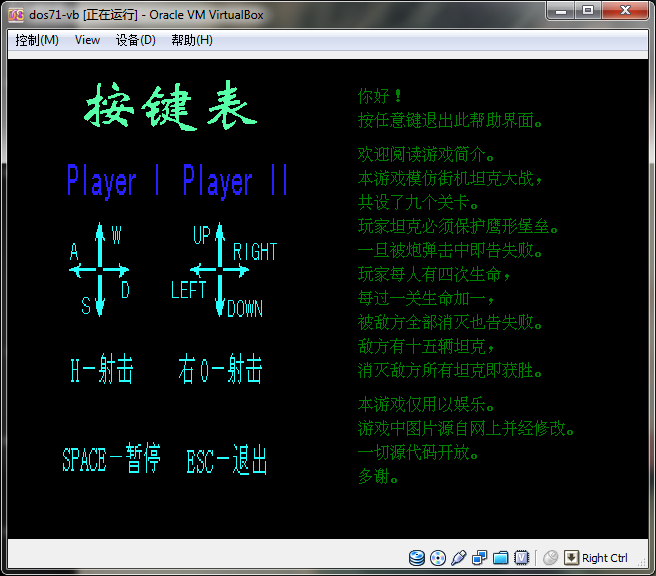 dos71-vb [正在运行] - Oracle VM VirtualBox
控制(M) View 设备(D) 帮助(H)
按键表
Player I Player II
W
A
S
D
UP
RIGHT
LEFT
DOWN
H－射击 右0－射击
SPACE－暂停 ESC－退出
你好！
按任意键退出此帮助界面。
欢迎阅读游戏简介。
本游戏模仿街机坦克大战，
共设了九个关卡。
玩家坦克必须保护鹰形堡垒。
一旦被炮弹击中即告失败。
玩家每人有四次生命，
每过一关生命加一，
被敌方全部消灭也告失败。
敌方有十五辆坦克，
消灭敌方所有坦克即获胜。
本游戏仅用以娱乐。
游戏中图片源自网上并经修改。
一切源代码开放。
多谢。
Right Ctrl